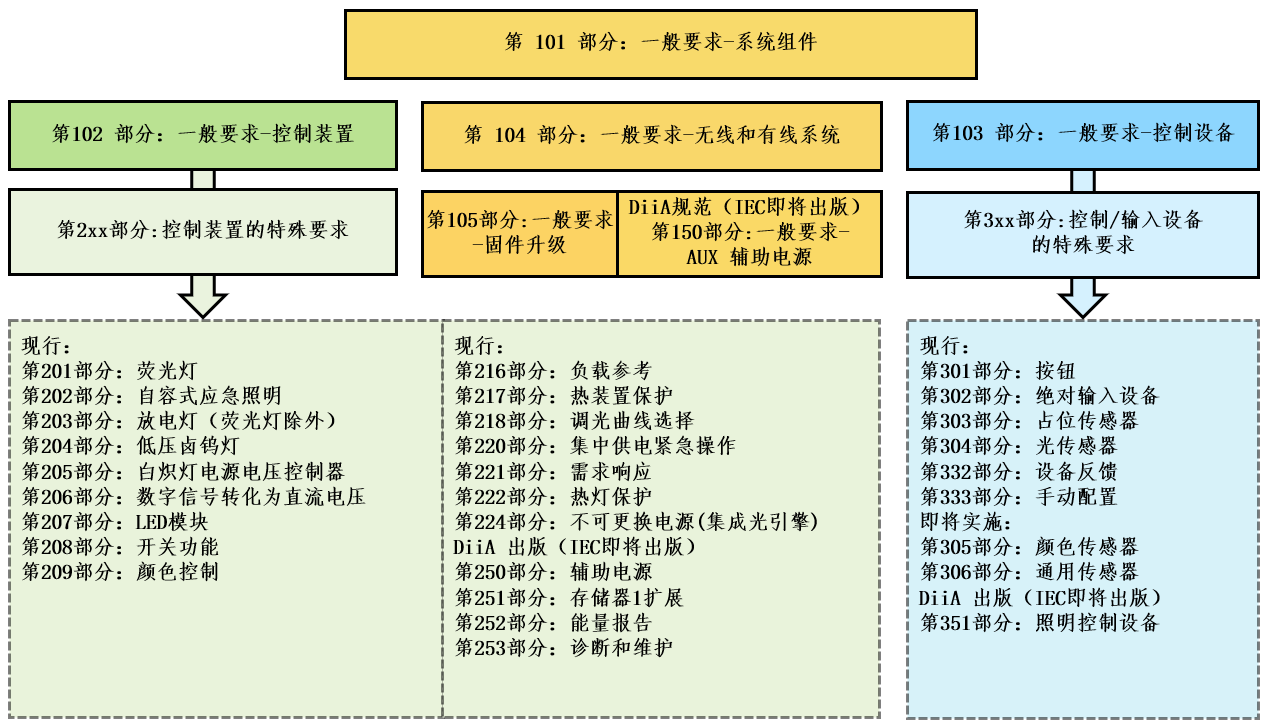 第 101 部分：一般要求-系统组件
第102 部分：一般要求-控制装置
第 104 部分：一般要求-无线和有线系统
第103 部分：一般要求-控制设备
第2xx部分:控制装置的特殊要求
第105部分:一般要求
-固件升级
DiiA规范（IEC即将出版）
第150部分:一般要求-
AUX 辅助电源
第3xx部分:控制/输入设备
的特殊要求
现行：
第201部分：荧光灯
第202部分：自容式应急照明
第203部分：放电灯（荧光灯除外）
第204部分：低压卤钨灯
第205部分：白炽灯电源电压控制器
第206部分：数字信号转化为直流电压
第207部分：LED模块
第208部分：开关功能
第209部分：颜色控制
现行：
第216部分：负载参考
第217部分：热装置保护
第218部分：调光曲线选择
第220部分：集中供电紧急操作
第221部分：需求响应
第222部分：热灯保护
第224部分：不可更换电源(集成光引擎)
DiiA 出版（IEC即将出版）
第250部分：辅助电源
第251部分：存储器1扩展
第252部分：能量报告
第253部分：诊断和维护
现行：
第301部分：按钮
第302部分：绝对输入设备
第303部分：占位传感器
第304部分：光传感器
第332部分：设备反馈
第333部分：手动配置
即将实施：
第305部分：颜色传感器
第306部分：通用传感器
DiiA 出版（IEC即将出版）
第351部分：照明控制设备